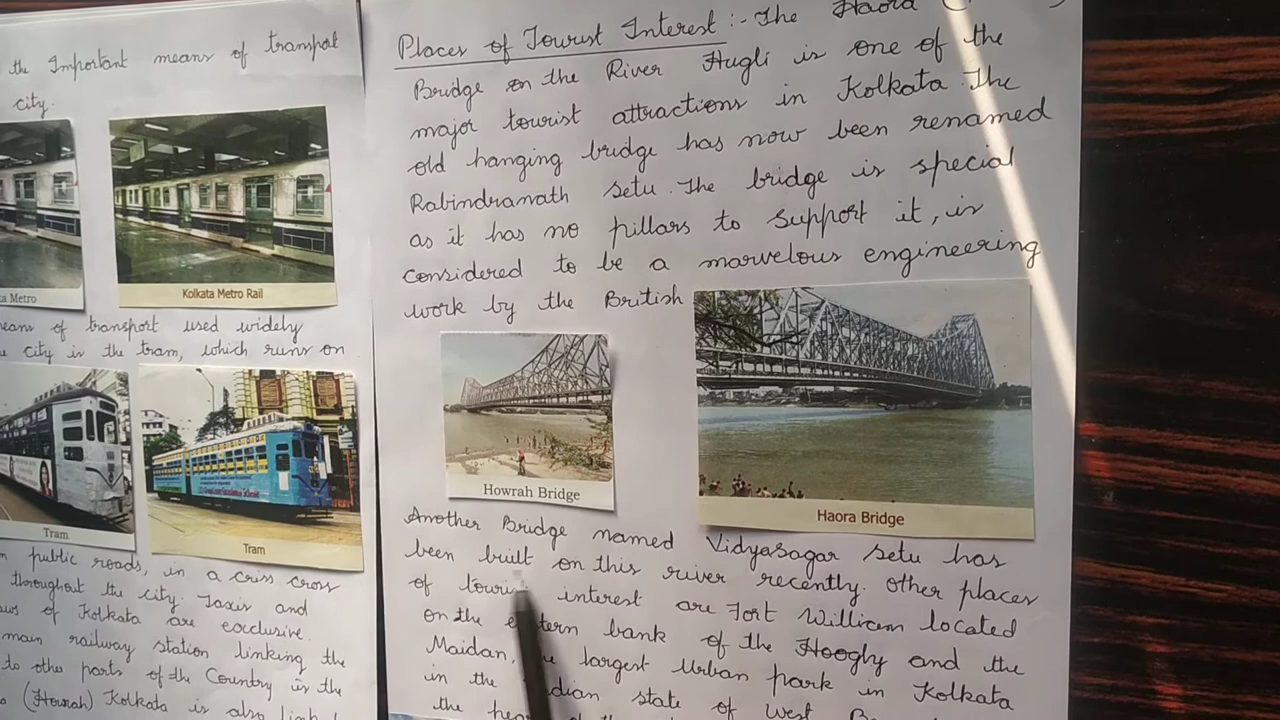 the Important means of transport
city.
Metro
Kolkata Metro Rail
means of transport used widely
city is the tram, which runs on
Tram
Tram
public roads, in a criss cross
throughout the city. Taxis and
of Kolkata are exclusive.
main railway station linking the
to other parts of the Country is the
(Howrah) Kolkata is also
Places of Tourist Interest :- The Haora
Bridge on the River Hugli is one of the
major tourist attractions in Kolkata The
old hanging bridge has now been renamed
Rabindranath setu. The bridge is special
as it has no pillars to support it, is
considered to be a marvelous engineering
work by the British
Howrah Bridge
Haora Bridge
Another Bridge named VidyaSagar setu has
been built on this river recently. Other places
of interest are Fort William located
on the bank of the Hoogly and the
Maidan, largest Urban park in Kolkata
in the state of West
the